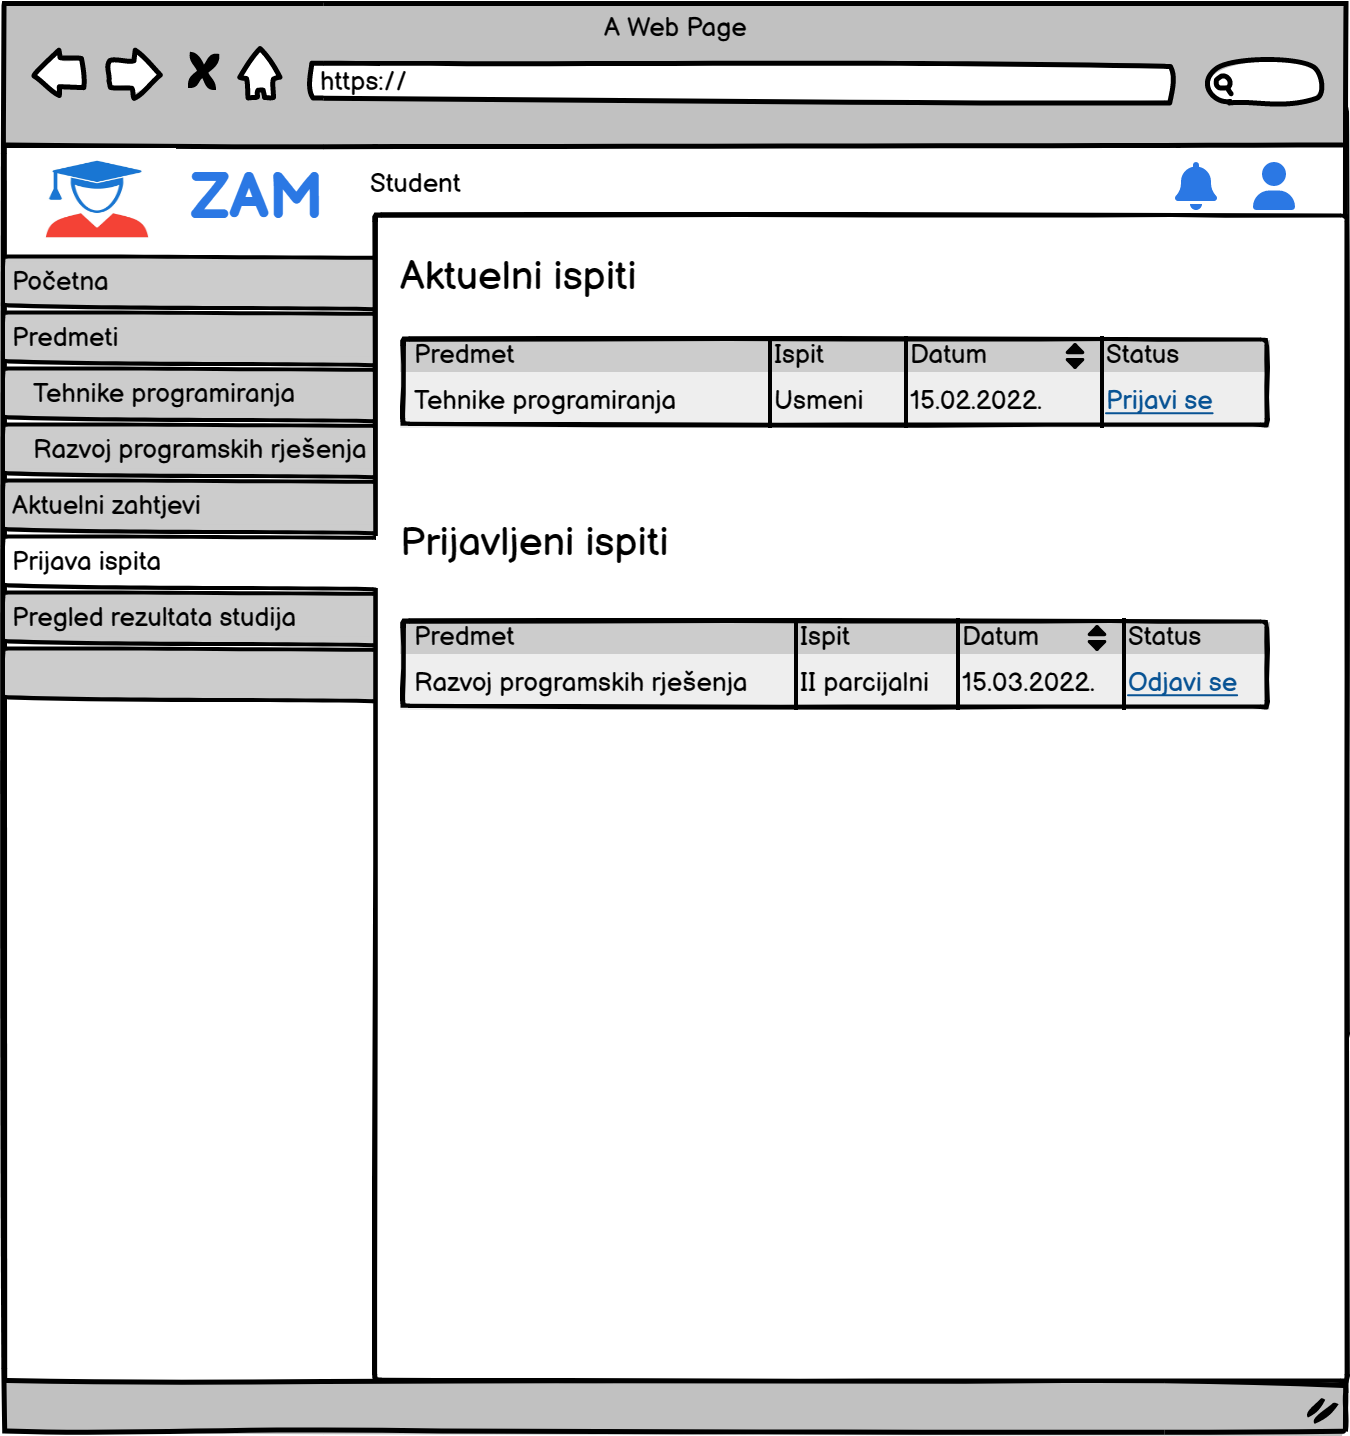 A Web Page
https://
ZAM
Student
Početna
Predmeti
Tehnike programiranja
Razvoj programskih rješenja
Aktuelni zahtjevi
Prijava ispita
Pregled rezultata studija
Aktuelni ispiti
Predmet Ispit Datum Status
Tehnike programiranja Usmeni 15.02.2022. Prijavi se
Prijavljeni ispiti
Predmet Ispit Datum Status
Razvoj programskih rješenja II parcijalni 15.03.2022. Odjavi se